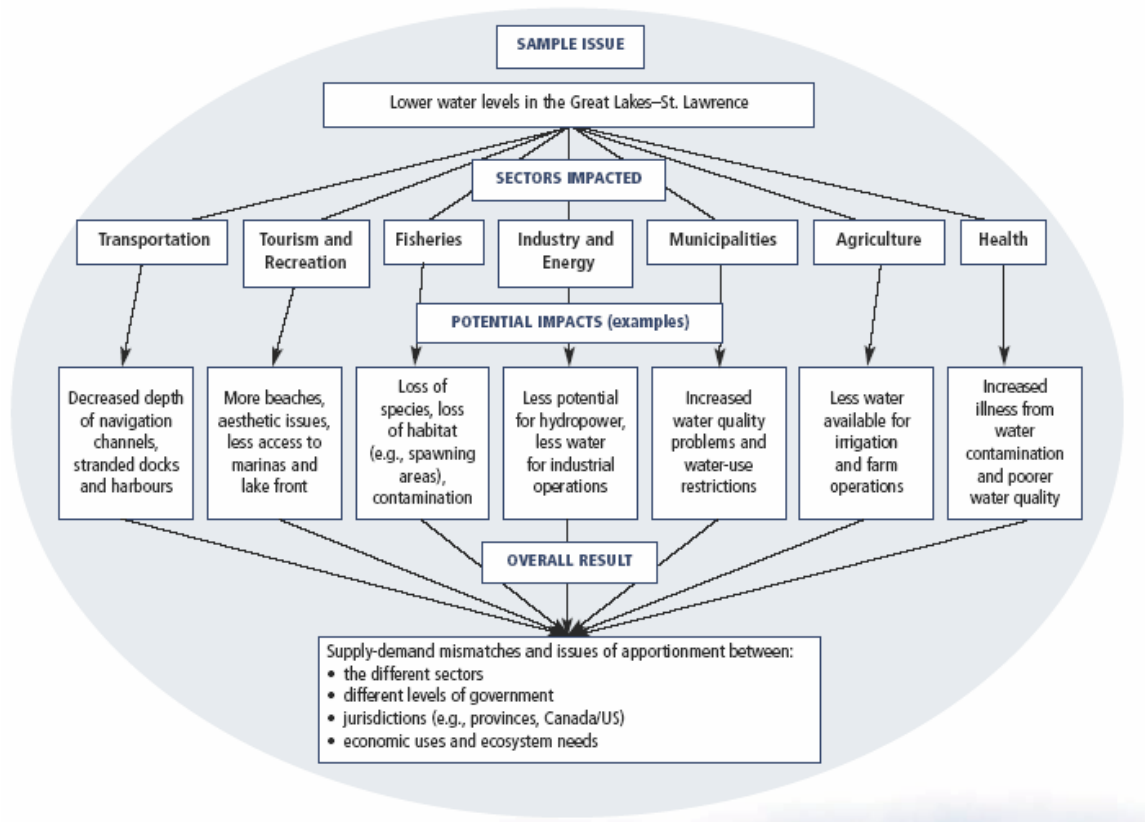 SAMPLE ISSUE
Lower water levels in the Great Lakes–St. Lawrence
SECTORS IMPACTED
Transportation
Tourism and
Recreation
Fisheries
Industry and
Energy
Municipalities
Agriculture
Health
POTENTIAL IMPACTS (examples)
Decreased depth
of navigation
channels,
stranded docks
and harbours
More beaches,
aesthetic issues,
less access to
marinas and
lake front
Loss of
species, loss
of habitat
(e.g., spawning
areas),
contamination
Less potential
for hydropower,
less water
for industrial
operations
Increased
water quality
problems and
water-use
restrictions
Less water
available for
irrigation
and farm
operations
Increased
illness from
water
contamination
and poorer
water quality
OVERALL RESULT
Supply-demand mismatches and issues of apportionment between:
• the different sectors
• different levels of government
• jurisdictions (e.g., provinces, Canada/US)
• economic uses and ecosystem needs